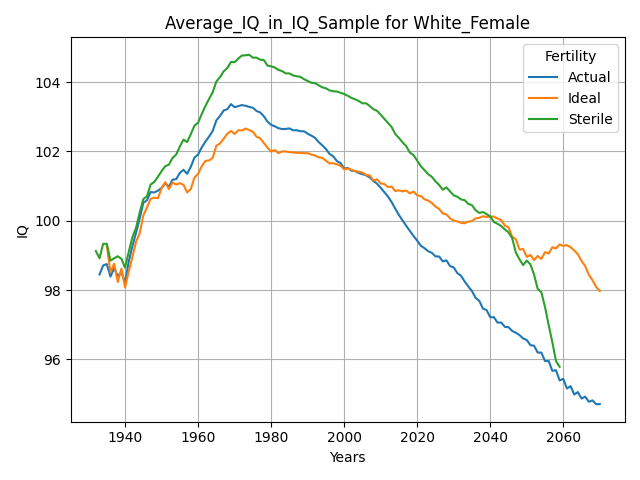 Average_IQ_in_IQ_Sample for White_Female
Fertility
Actual
Ideal
Sterile
IQ
104
102
100
98
96
1940
1960
1980
2000
2020
2040
2060
Years